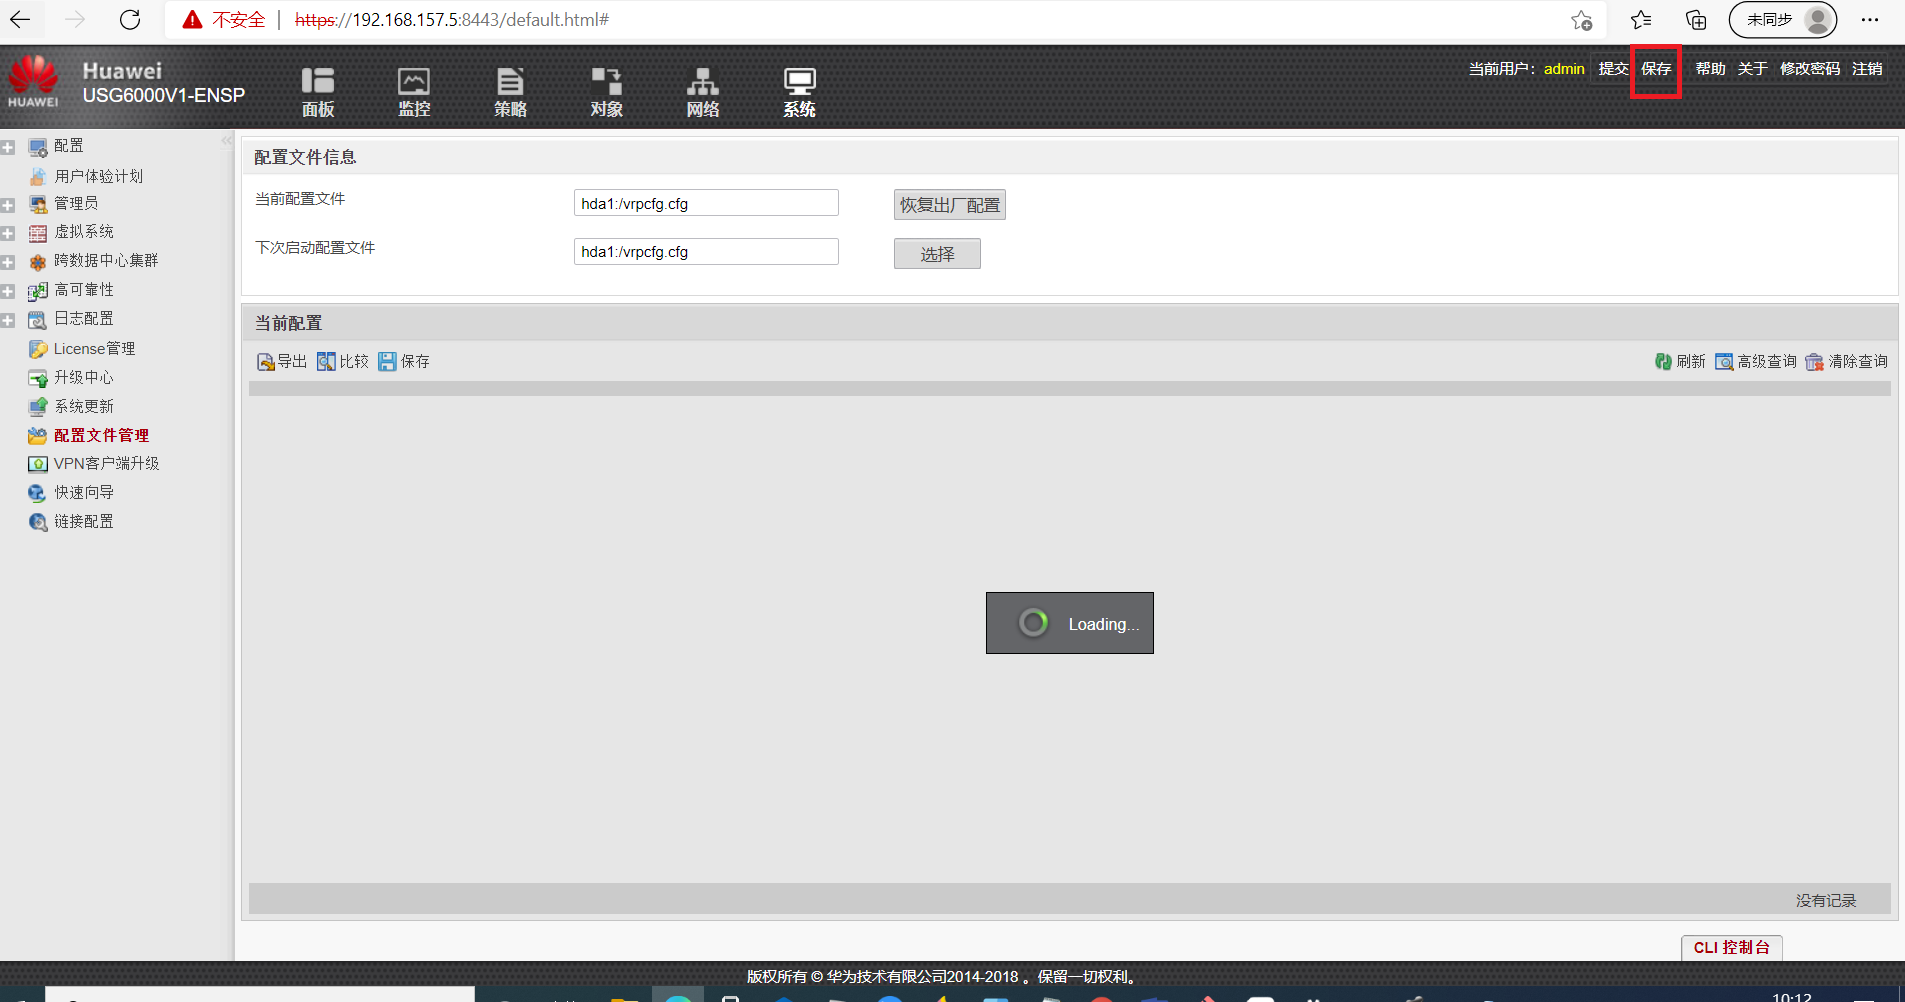 不安全 https://192.168.157.5:8443/default.html#
未同步
HUAWEI
Huawei
USG6000V1-ENSP
面板 监控 策略 对象 网络 系统
当前用户: admin 提交 保存 帮助 关于 修改密码 注销
配置
用户体验计划
管理员
虚拟系统
跨数据中心集群
高可靠性
日志配置
License管理
升级中心
系统更新
配置文件管理
VPN客户端升级
快速向导
链接配置
配置文件信息
当前配置文件 hda1:/vrpcfg.cfg 恢复出厂配置
下次启动配置文件 hda1:/vrpcfg.cfg 选择
当前配置
导出 比较 保存 刷新 高级查询 清除查询
Loading...
没有记录
CLI 控制台
版权所有 © 华为技术有限公司2014-2018 。保留一切权利。
10:12